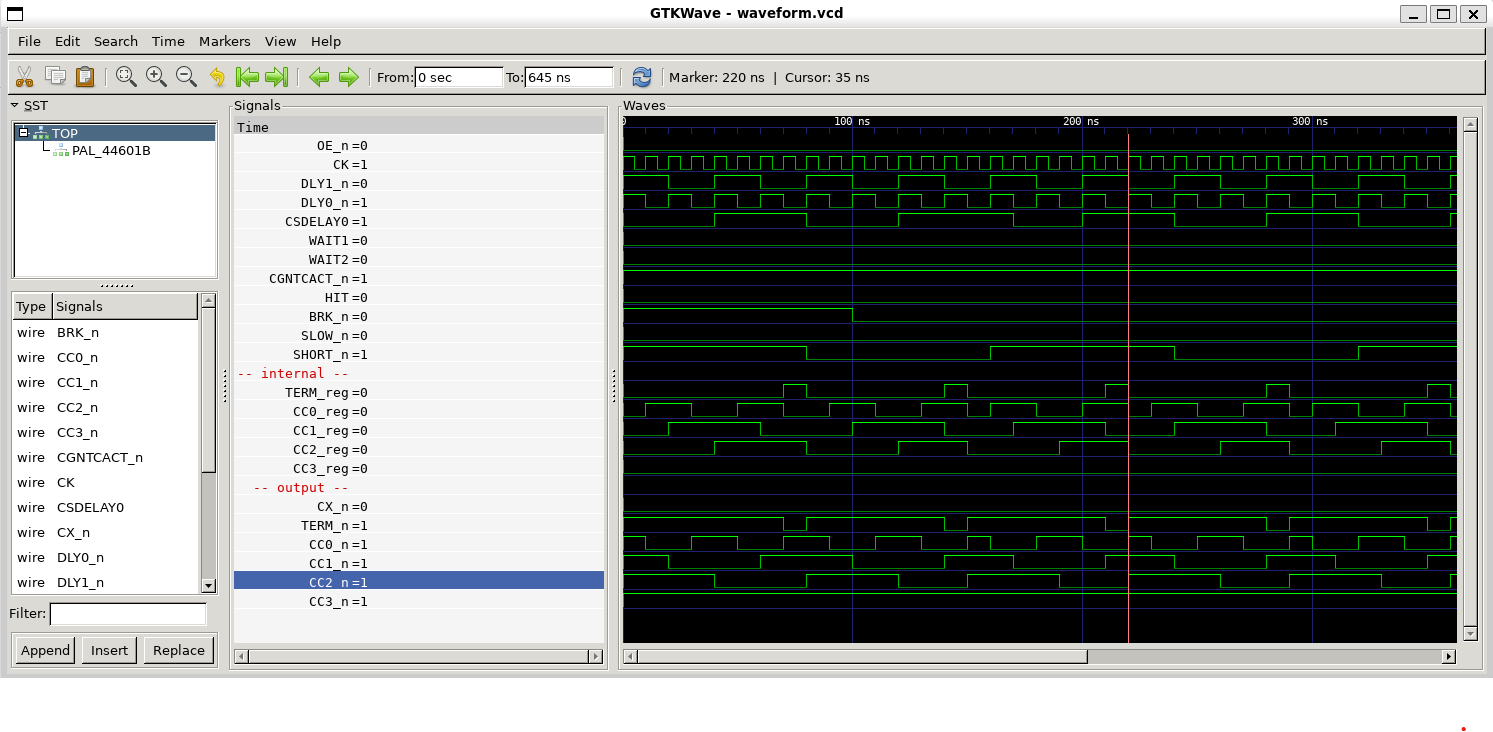 GTKWave - waveform.vcd
File Edit Search Time Markers View Help
From: 0 sec To: 645 ns Marker: 220 ns | Cursor: 35 ns
SST
TOP
PAL_44601B
Type Signals
wire BRK_n
wire CC0_n
wire CC1_n
wire CC2_n
wire CC3_n
wire CGNTCACT_n
wire CK
wire CSDELAY0
wire CX_n
wire DLY0_n
wire DLY1_n
Filter:
Append Insert Replace
Signals
Time
OE_n=0
CK=1
DLY1_n=0
DLY0_n=1
CSDELAY0=1
WAIT1=0
WAIT2=0
CGNTCACT_n=1
HIT=0
BRK_n=0
SLOW_n=0
SHORT_n=1
-- internal --
TERM_reg=0
CC0_reg=0
CC1_reg=0
CC2_reg=0
CC3_reg=0
-- output --
CX_n=0
TERM_n=1
CC0_n=1
CC1_n=1
CC2_n=1
CC3_n=1
Waves
0 100 ns 200 ns 300 ns